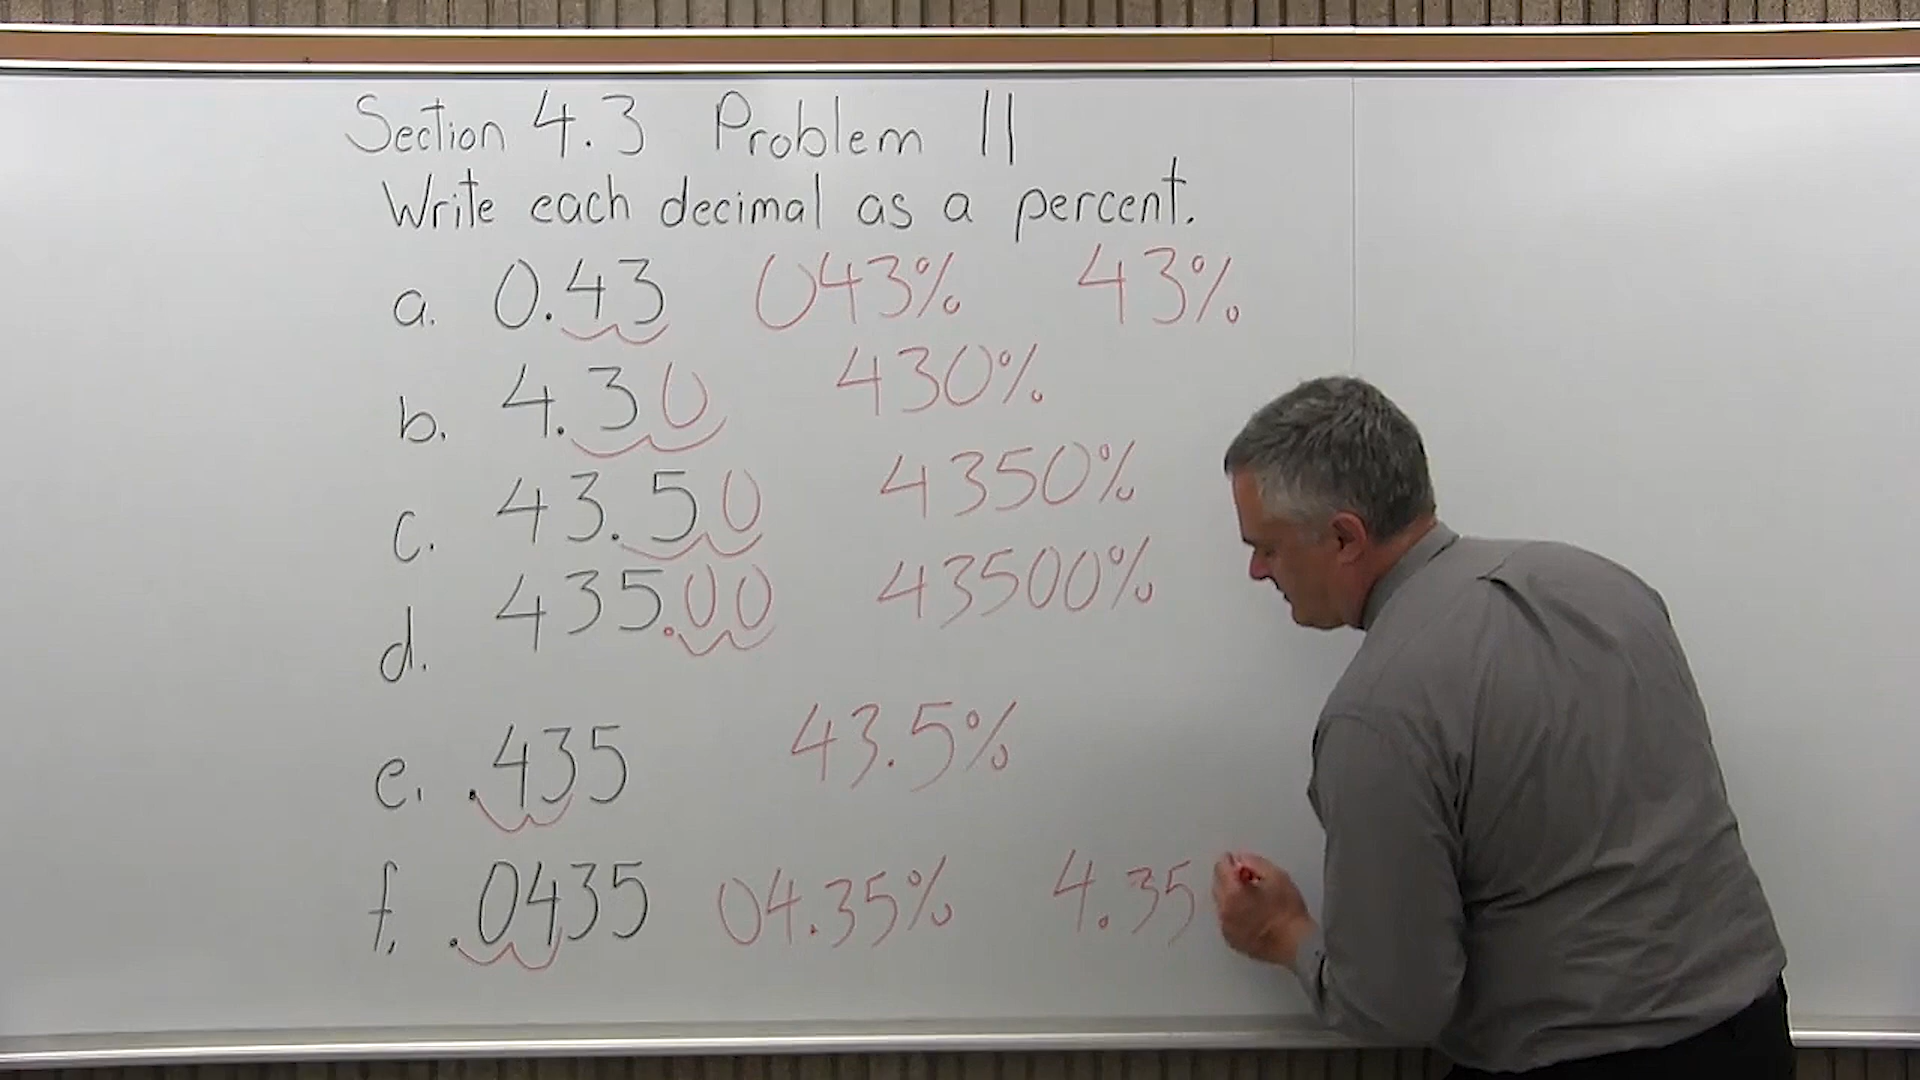 Section 4.3 Problem 11
Write each decimal as a percent.
a. 0.43 043% 43%
b. 4.30 430%
c. 43.50 4350%
d. 435.00 43500%
e. .435 43.5%
f. .0435 04.35% 4.35